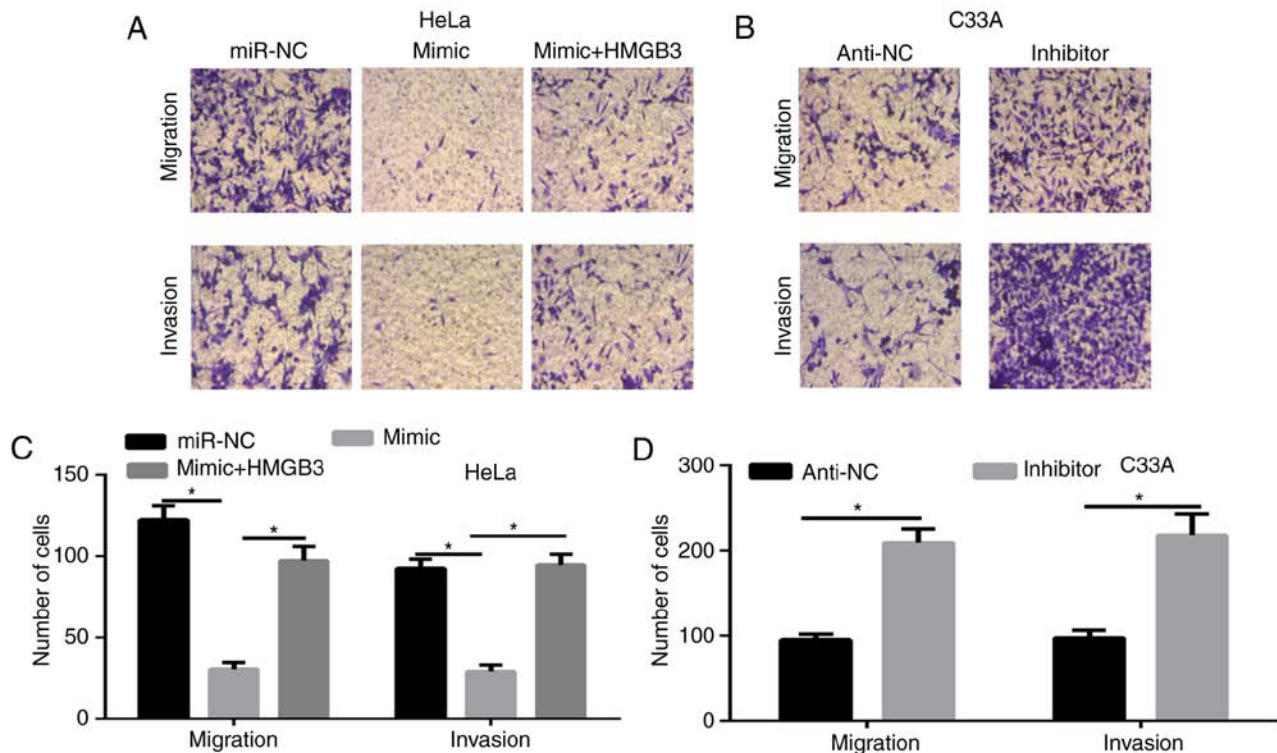 A
HeLa
miR-NC Mimic Mimic+HMGB3
Migration
Invasion
B
C33A
Anti-NC Inhibitor
Migration
Invasion
C
miR-NC Mimic
Mimic+HMGB3
HeLa
Number of cells
150
100
50
0
* * * *
Migration Invasion
D
Anti-NC Inhibitor
C33A
Number of cells
300
200
100
0
* *
Migration Invasion